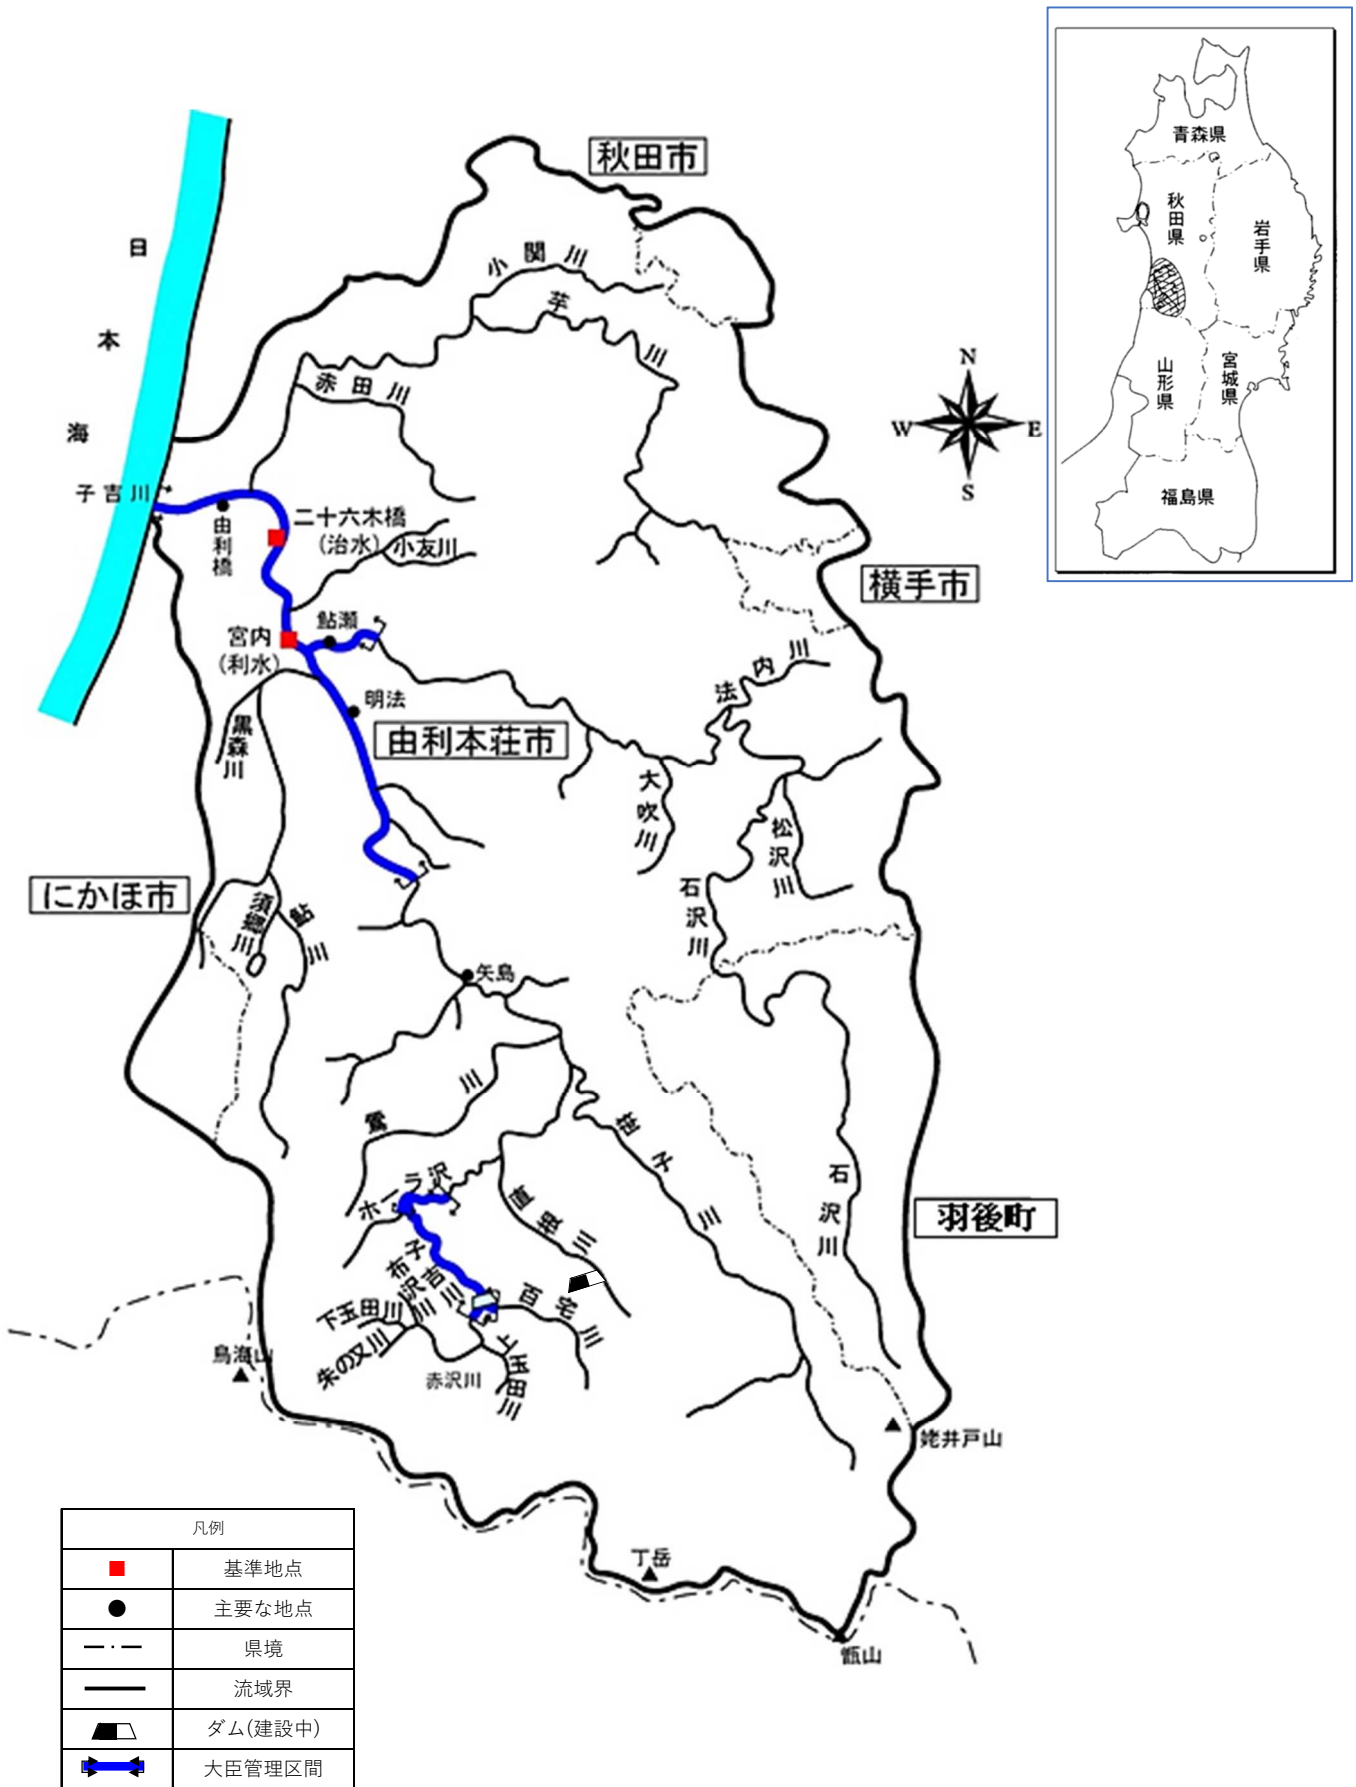 青森県
秋田県
岩手県
山形県
宮城県
福島県
N
W
E
S
日本海
秋田市
小関川
芋川
赤田川
子吉川
由利橋
二十六木橋
(治水)
小友川
鮎瀬
宮内
(利水)
明法
横手市
由利本荘市
法内川
黒森川
大吹川
松沢川
石沢川
にかほ市
須郷川
鮎川
矢島
鶯川
笹子川
石沢川
ホーラ沢
直根三
羽後町
布沢川
子吉川
百宅川
下玉田川
朱の又川
赤沢川
上玉田川
鳥海山
姥井戸山
丁岳
甑山
凡例
基準地点
主要な地点
県境
流域界
ダム(建設中)
大臣管理区間